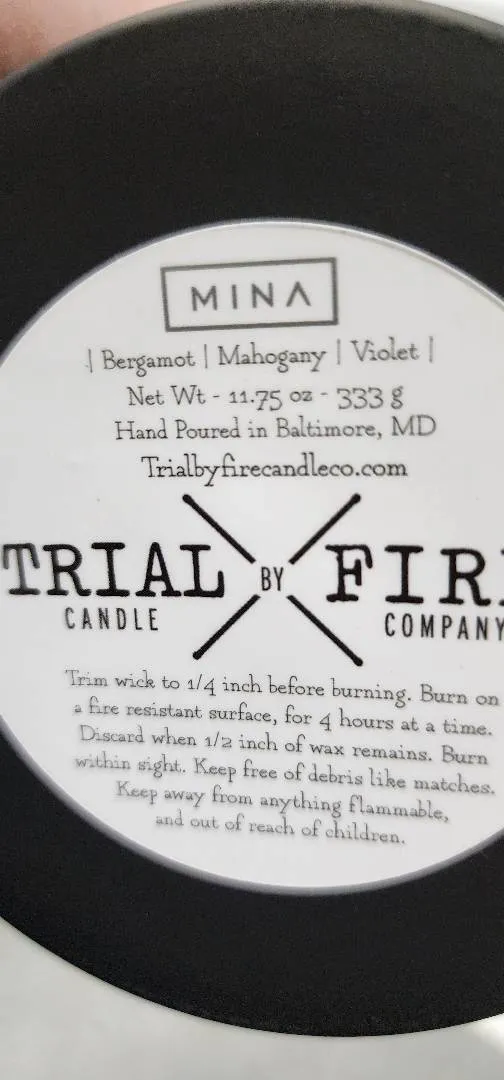 MINA
| Bergamot | Mahogany | Violet |
Net Wt - 11.75 oz - 333 g
Hand Poured in Baltimore, MD
Trialbyfirecandleco.com
TRIAL BY FIR
CANDLE COMPANY
Trim wick to 1/4 inch before burning. Burn on
a fire resistant surface, for 4 hours at a time.
Discard when 1/2 inch of wax remains. Burn
within sight. Keep free of debris like matches.
Keep away from anything flammable,
and out of reach of children.